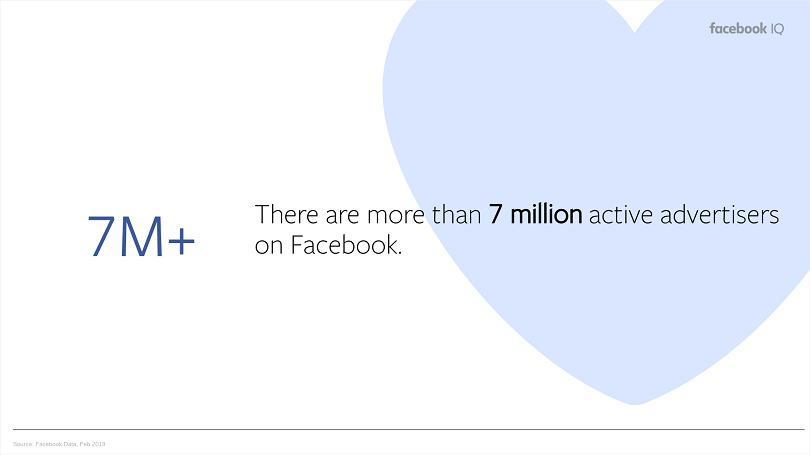 facebook IQ
7M+
There are more than 7 million active advertisers
on Facebook.
Source: Facebook Data, Feb 2019